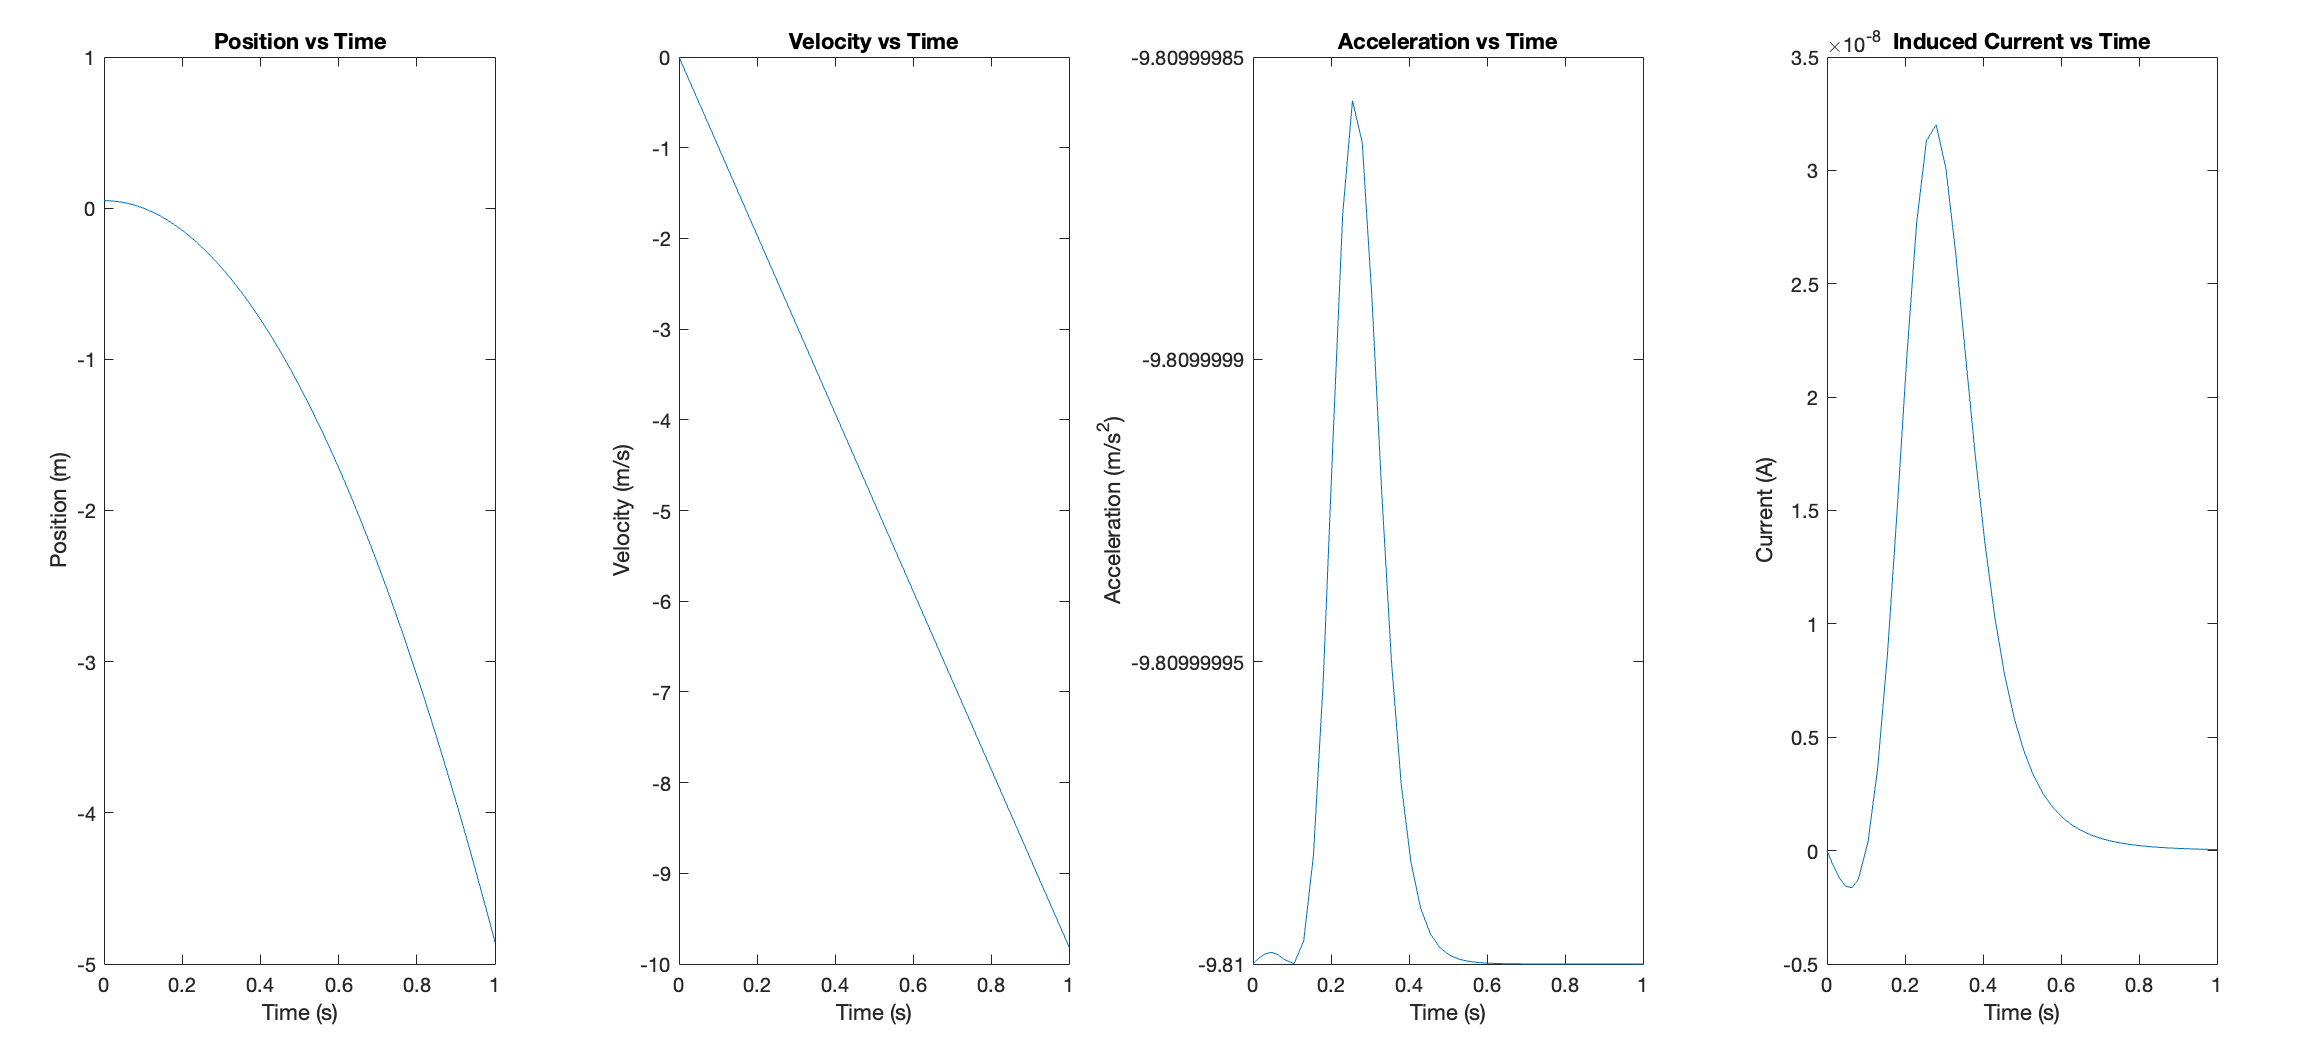 Position vs Time
1
0
-1
-2
-3
-4
-5
0 0.2 0.4 0.6 0.8 1
Time (s)
Position (m)
Velocity vs Time
0
-1
-2
-3
-4
-5
-6
-7
-8
-9
-10
0 0.2 0.4 0.6 0.8 1
Time (s)
Velocity (m/s)
Acceleration vs Time
-9.80999985
-9.8099999
-9.80999995
-9.81
0 0.2 0.4 0.6 0.8 1
Time (s)
Acceleration (m/s²)
×10⁻⁸ Induced Current vs Time
3.5
3
2.5
2
1.5
1
0.5
0
-0.5
0 0.2 0.4 0.6 0.8 1
Time (s)
Current (A)